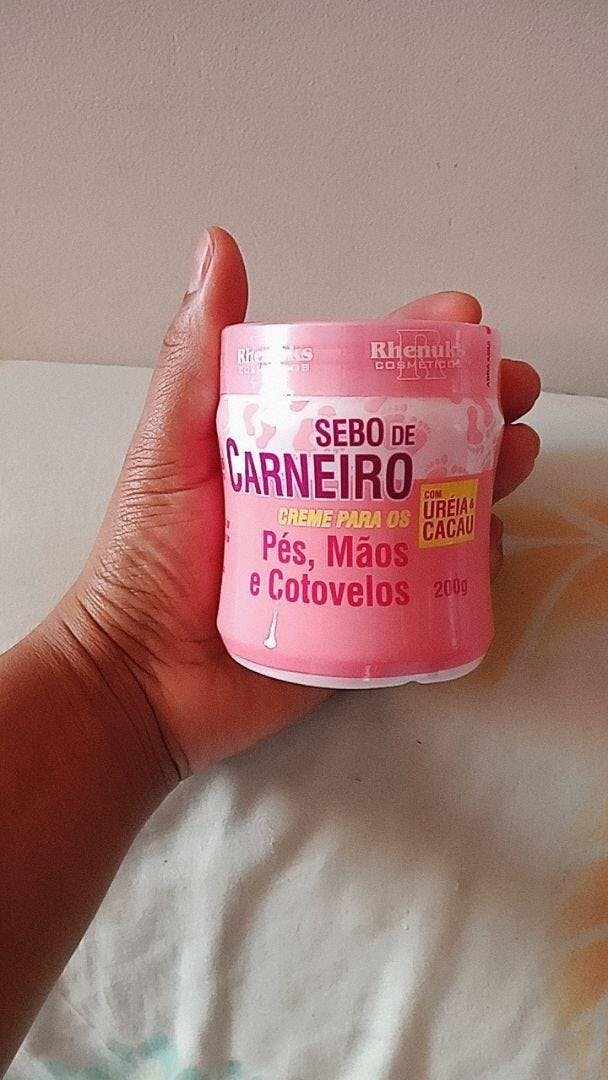 Rhenuks
COSMÉTICOS
SEBO DE
CARNEIRO
CREME PARA OS
Pés, Mãos
e Cotovelos
COM
URÉIA &
CACAU
200g